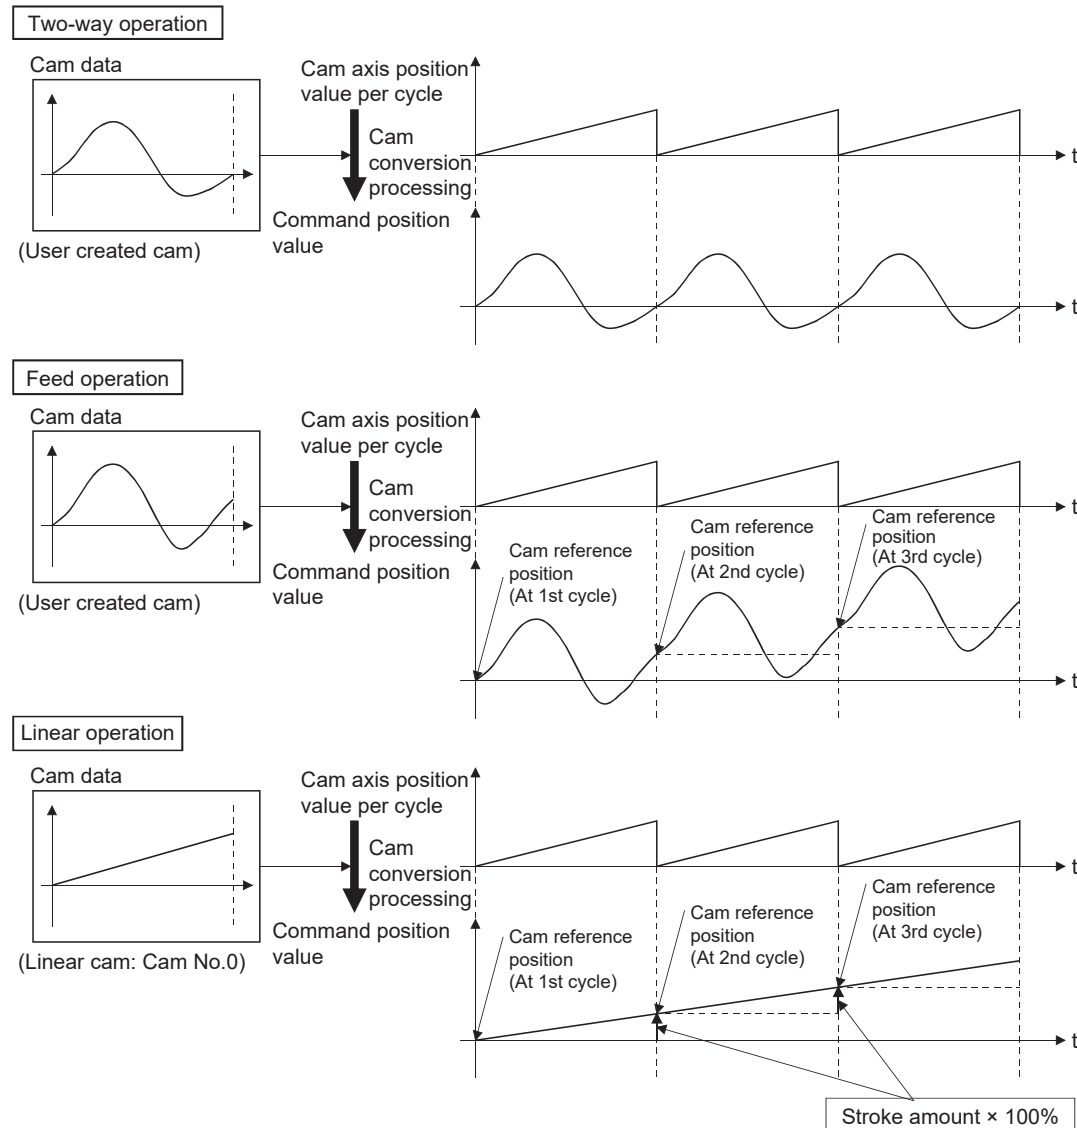 Two-way operation
Cam data
(User created cam)
Cam axis position
value per cycle
Cam
conversion
processing
Command position
value
t
t
Feed operation
Cam data
(User created cam)
Cam axis position
value per cycle
Cam
conversion
processing
Command position
value
t
Cam reference
position
(At 1st cycle)
Cam reference
position
(At 2nd cycle)
Cam reference
position
(At 3rd cycle)
t
Linear operation
Cam data
(Linear cam: Cam No.0)
Cam axis position
value per cycle
Cam
conversion
processing
Command position
value
t
Cam reference
position
(At 1st cycle)
Cam reference
position
(At 2nd cycle)
Cam reference
position
(At 3rd cycle)
t
Stroke amount × 100%